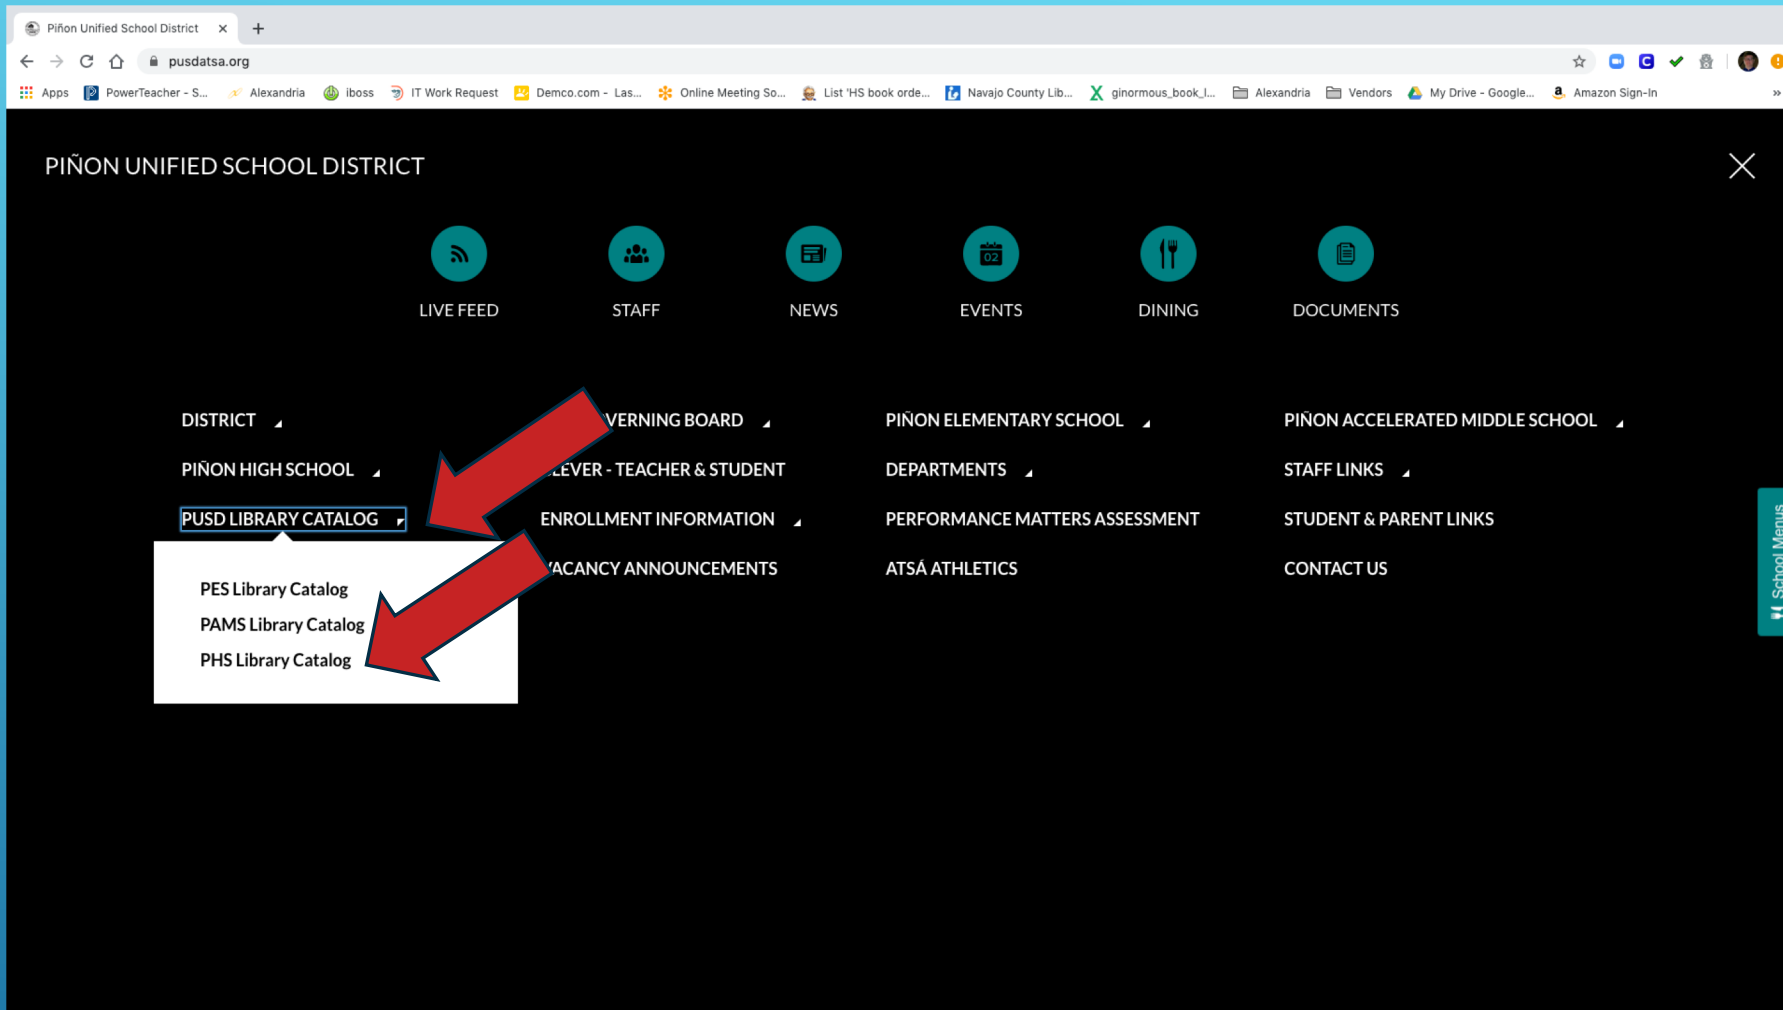 Piñon Unified School District
pusdatsa.org
Apps PowerTeacher - S... Alexandria iboss IT Work Request Demco.com - Las... Online Meeting So... List 'HS book orde... Navajo County Lib... ginormous_book_l... Alexandria Vendors My Drive - Google... Amazon Sign-In
PIÑON UNIFIED SCHOOL DISTRICT
02
LIVE FEED STAFF NEWS EVENTS DINING DOCUMENTS
DISTRICT VERNING BOARD PIÑON ELEMENTARY SCHOOL PIÑON ACCELERATED MIDDLE SCHOOL
PIÑON HIGH SCHOOL LEVER - TEACHER & STUDENT DEPARTMENTS STAFF LINKS
PUSD LIBRARY CATALOG ENROLLMENT INFORMATION PERFORMANCE MATTERS ASSESSMENT STUDENT & PARENT LINKS
VACANCY ANNOUNCEMENTS ATSÁ ATHLETICS CONTACT US
PES Library Catalog
PAMS Library Catalog
PHS Library Catalog
School Menus